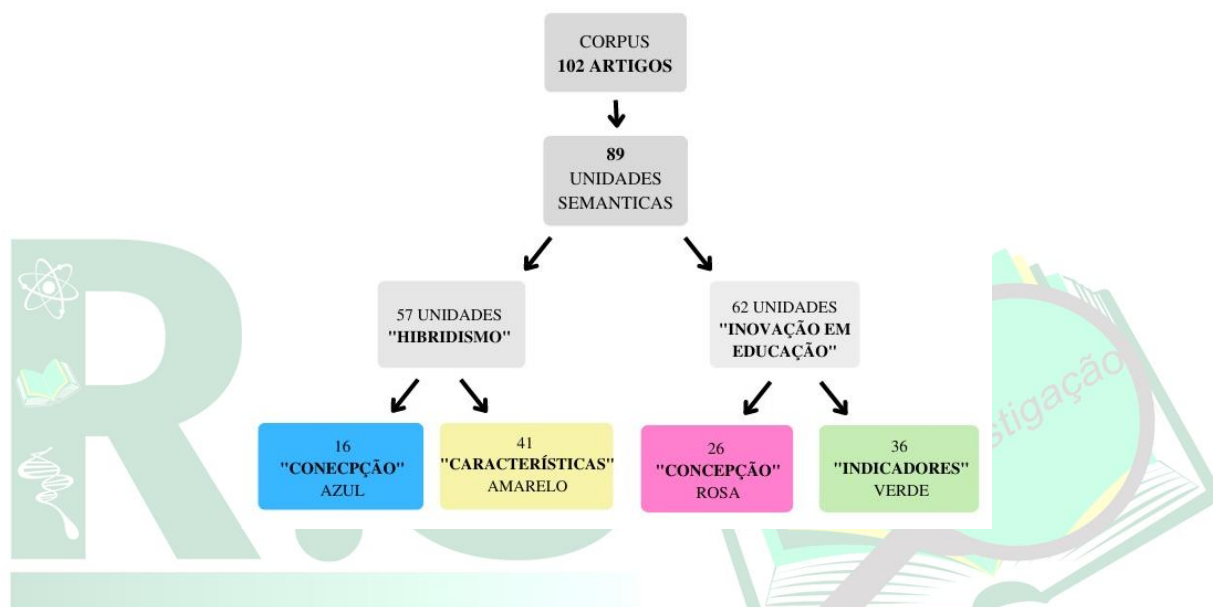 CORPUS
102 ARTIGOS
89
UNIDADES
SEMANTICAS
57 UNIDADES
"HIBRIDISMO"
62 UNIDADES
"INOVAÇÃO EM
EDUCAÇÃO"
16
"CONECPÇÃO"
AZUL
41
"CARACTERÍSTICAS"
AMARELO
26
"CONCEPÇÃO"
ROSA
36
"INDICADORES"
VERDE
stigação
R.